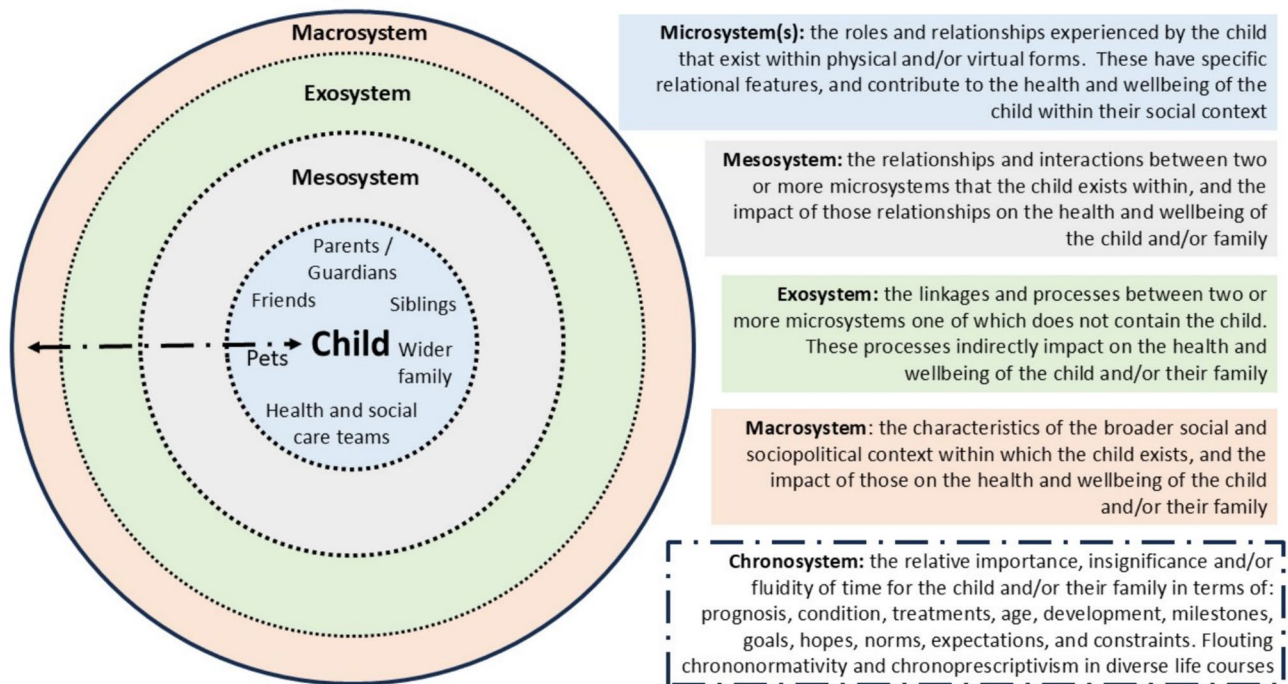 Macrosystem
Exosystem
Mesosystem
Parents /
Guardians
Friends
Siblings
Child
Pets
Wider
family
Health and social
care teams
Microsystem(s): the roles and relationships experienced by the child
that exist within physical and/or virtual forms. These have specific
relational features, and contribute to the health and wellbeing of the
child within their social context
Mesosystem: the relationships and interactions between two
or more microsystems that the child exists within, and the
impact of those relationships on the health and wellbeing of
the child and/or family
Exosystem: the linkages and processes between two or
more microsystems one of which does not contain the child.
These processes indirectly impact on the health and
wellbeing of the child and/or their family
Macrosystem: the characteristics of the broader social and
sociopolitical context within which the child exists, and the
impact of those on the health and wellbeing of the child
and/or their family
Chronosystem: the relative importance, insignificance and/or
fluidity of time for the child and/or their family in terms of:
prognosis, condition, treatments, age, development, milestones,
goals, hopes, norms, expectations, and constraints. Flouting
chrononormativity and chronoprescriptivism in diverse life courses